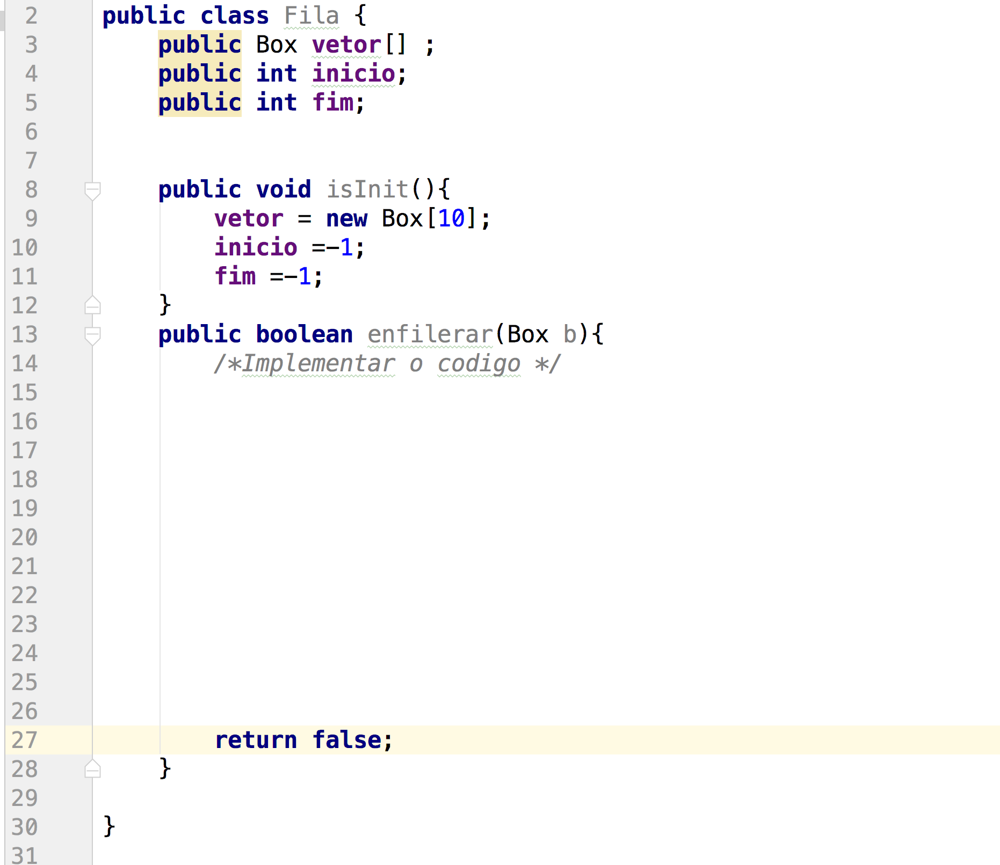 2 public class Fila {
3 public Box vetor[] ;
4 public int inicio;
5 public int fim;
6
7
8 public void isInit(){
9 vetor = new Box[10];
10 inicio =-1;
11 fim =-1;
12 }
13 public boolean enfilerar(Box b){
14 /*Implementar o codigo */
15
16
17
18
19
20
21
22
23
24
25
26
27 return false;
28 }
29
30 }
31